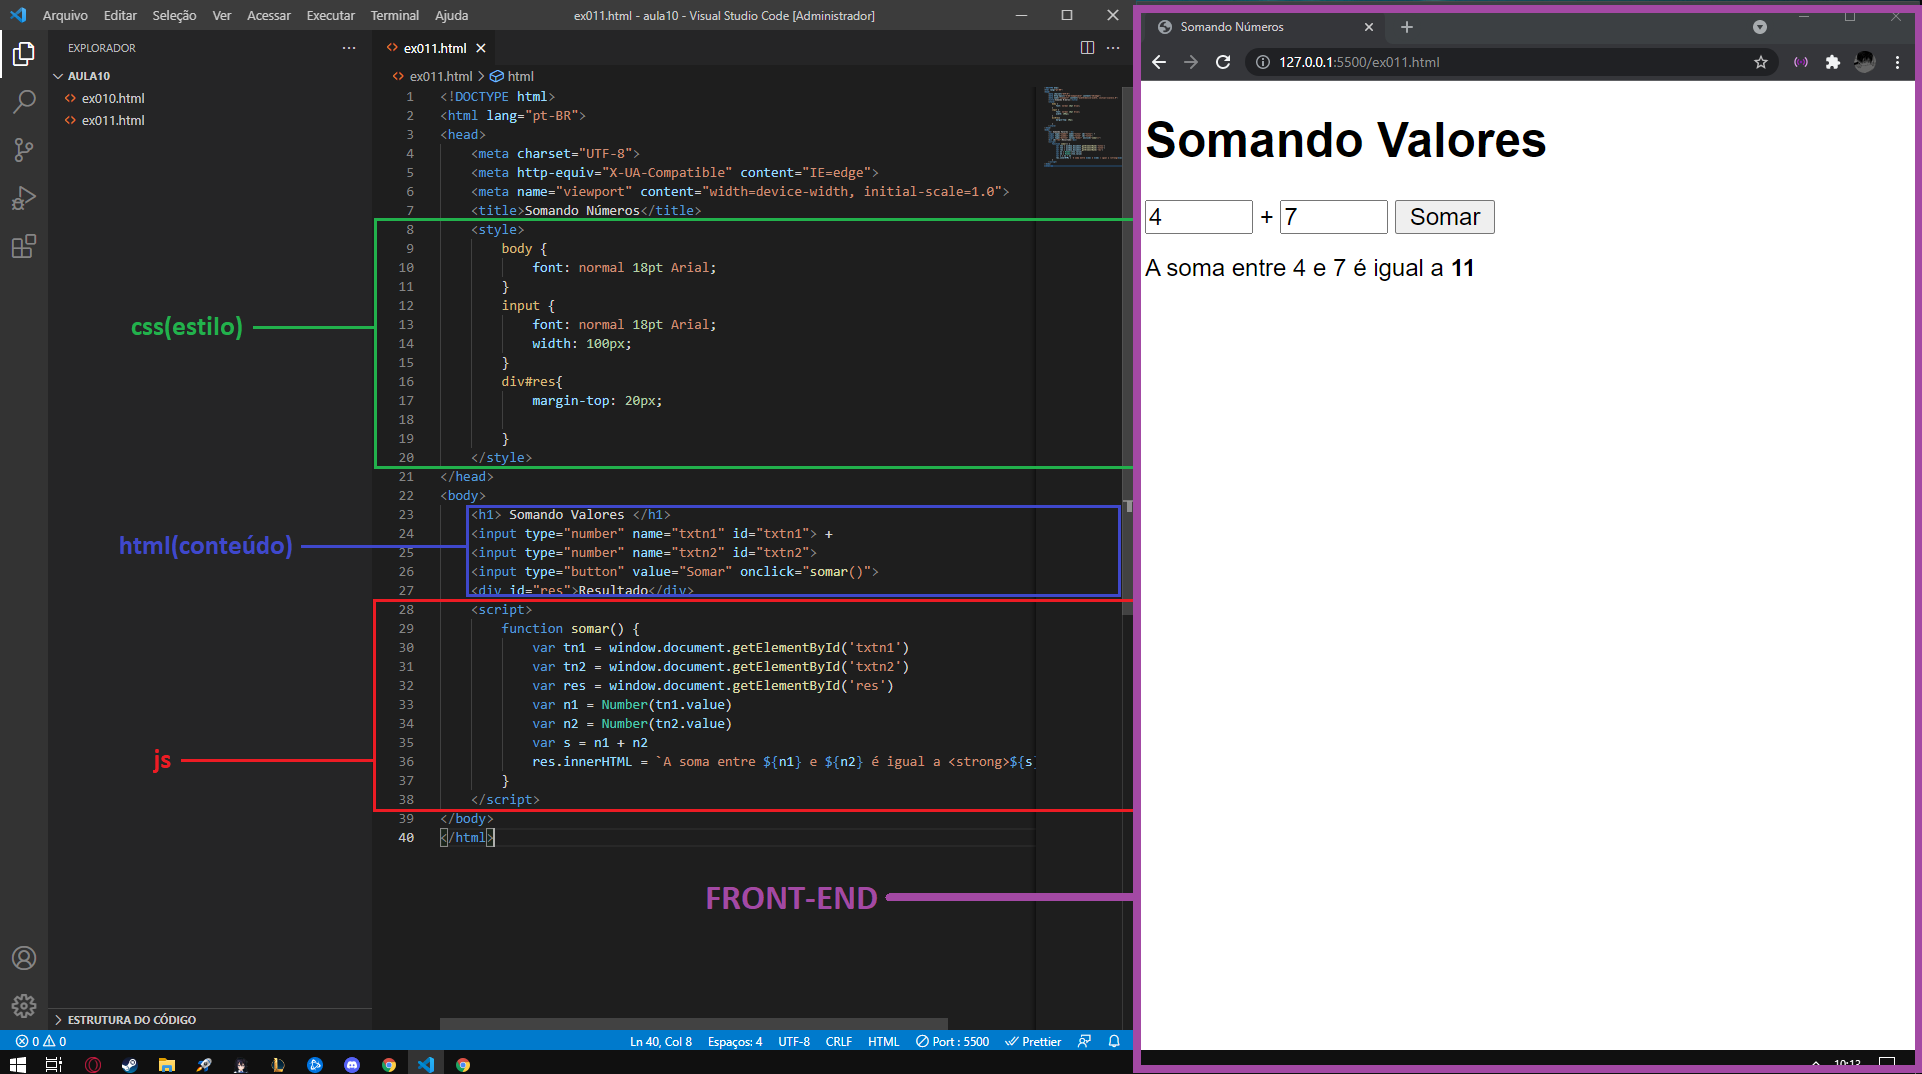 Arquivo Editar Seleção Ver Acessar Executar Terminal Ajuda ex011.html - aula10 - Visual Studio Code [Administrador]
EXPLORADOR
AULA10
ex010.html
ex011.html
ESTRUTURA DO CÓDIGO
ex011.html
ex011.html > html
1 <!DOCTYPE html>
2 <html lang="pt-BR">
3 <head>
4 <meta charset="UTF-8">
5 <meta http-equiv="X-UA-Compatible" content="IE=edge">
6 <meta name="viewport" content="width=device-width, initial-scale=1.0">
7 <title>Somando Números</title>
8 <style>
9 body {
10 font: normal 18pt Arial;
11 }
12 input {
13 font: normal 18pt Arial;
14 width: 100px;
15 }
16 div#res{
17 margin-top: 20px;
18
19 }
20 </style>
21 </head>
22 <body>
23 <h1> Somando Valores </h1>
24 <input type="number" name="txtn1" id="txtn1"> +
25 <input type="number" name="txtn2" id="txtn2">
26 <input type="button" value="Somar" onclick="somar()">
27 <div id="res">Resultado</div>
28 <script>
29 function somar() {
30 var tn1 = window.document.getElementById('txtn1')
31 var tn2 = window.document.getElementById('txtn2')
32 var res = window.document.getElementById('res')
33 var n1 = Number(tn1.value)
34 var n2 = Number(tn2.value)
35 var s = n1 + n2
36 res.innerHTML = `A soma entre ${n1} e ${n2} é igual a <strong>${s}
37 }
38 </script>
39 </body>
40 </html>
css(estilo)
html(conteúdo)
js
FRONT-END
0 0 Ln 40, Col 8 Espaços: 4 UTF-8 CRLF HTML Port : 5500 Prettier
Somando Números
127.0.0.1:5500/ex011.html
Somando Valores
4 + 7 Somar
A soma entre 4 e 7 é igual a 11
10:12